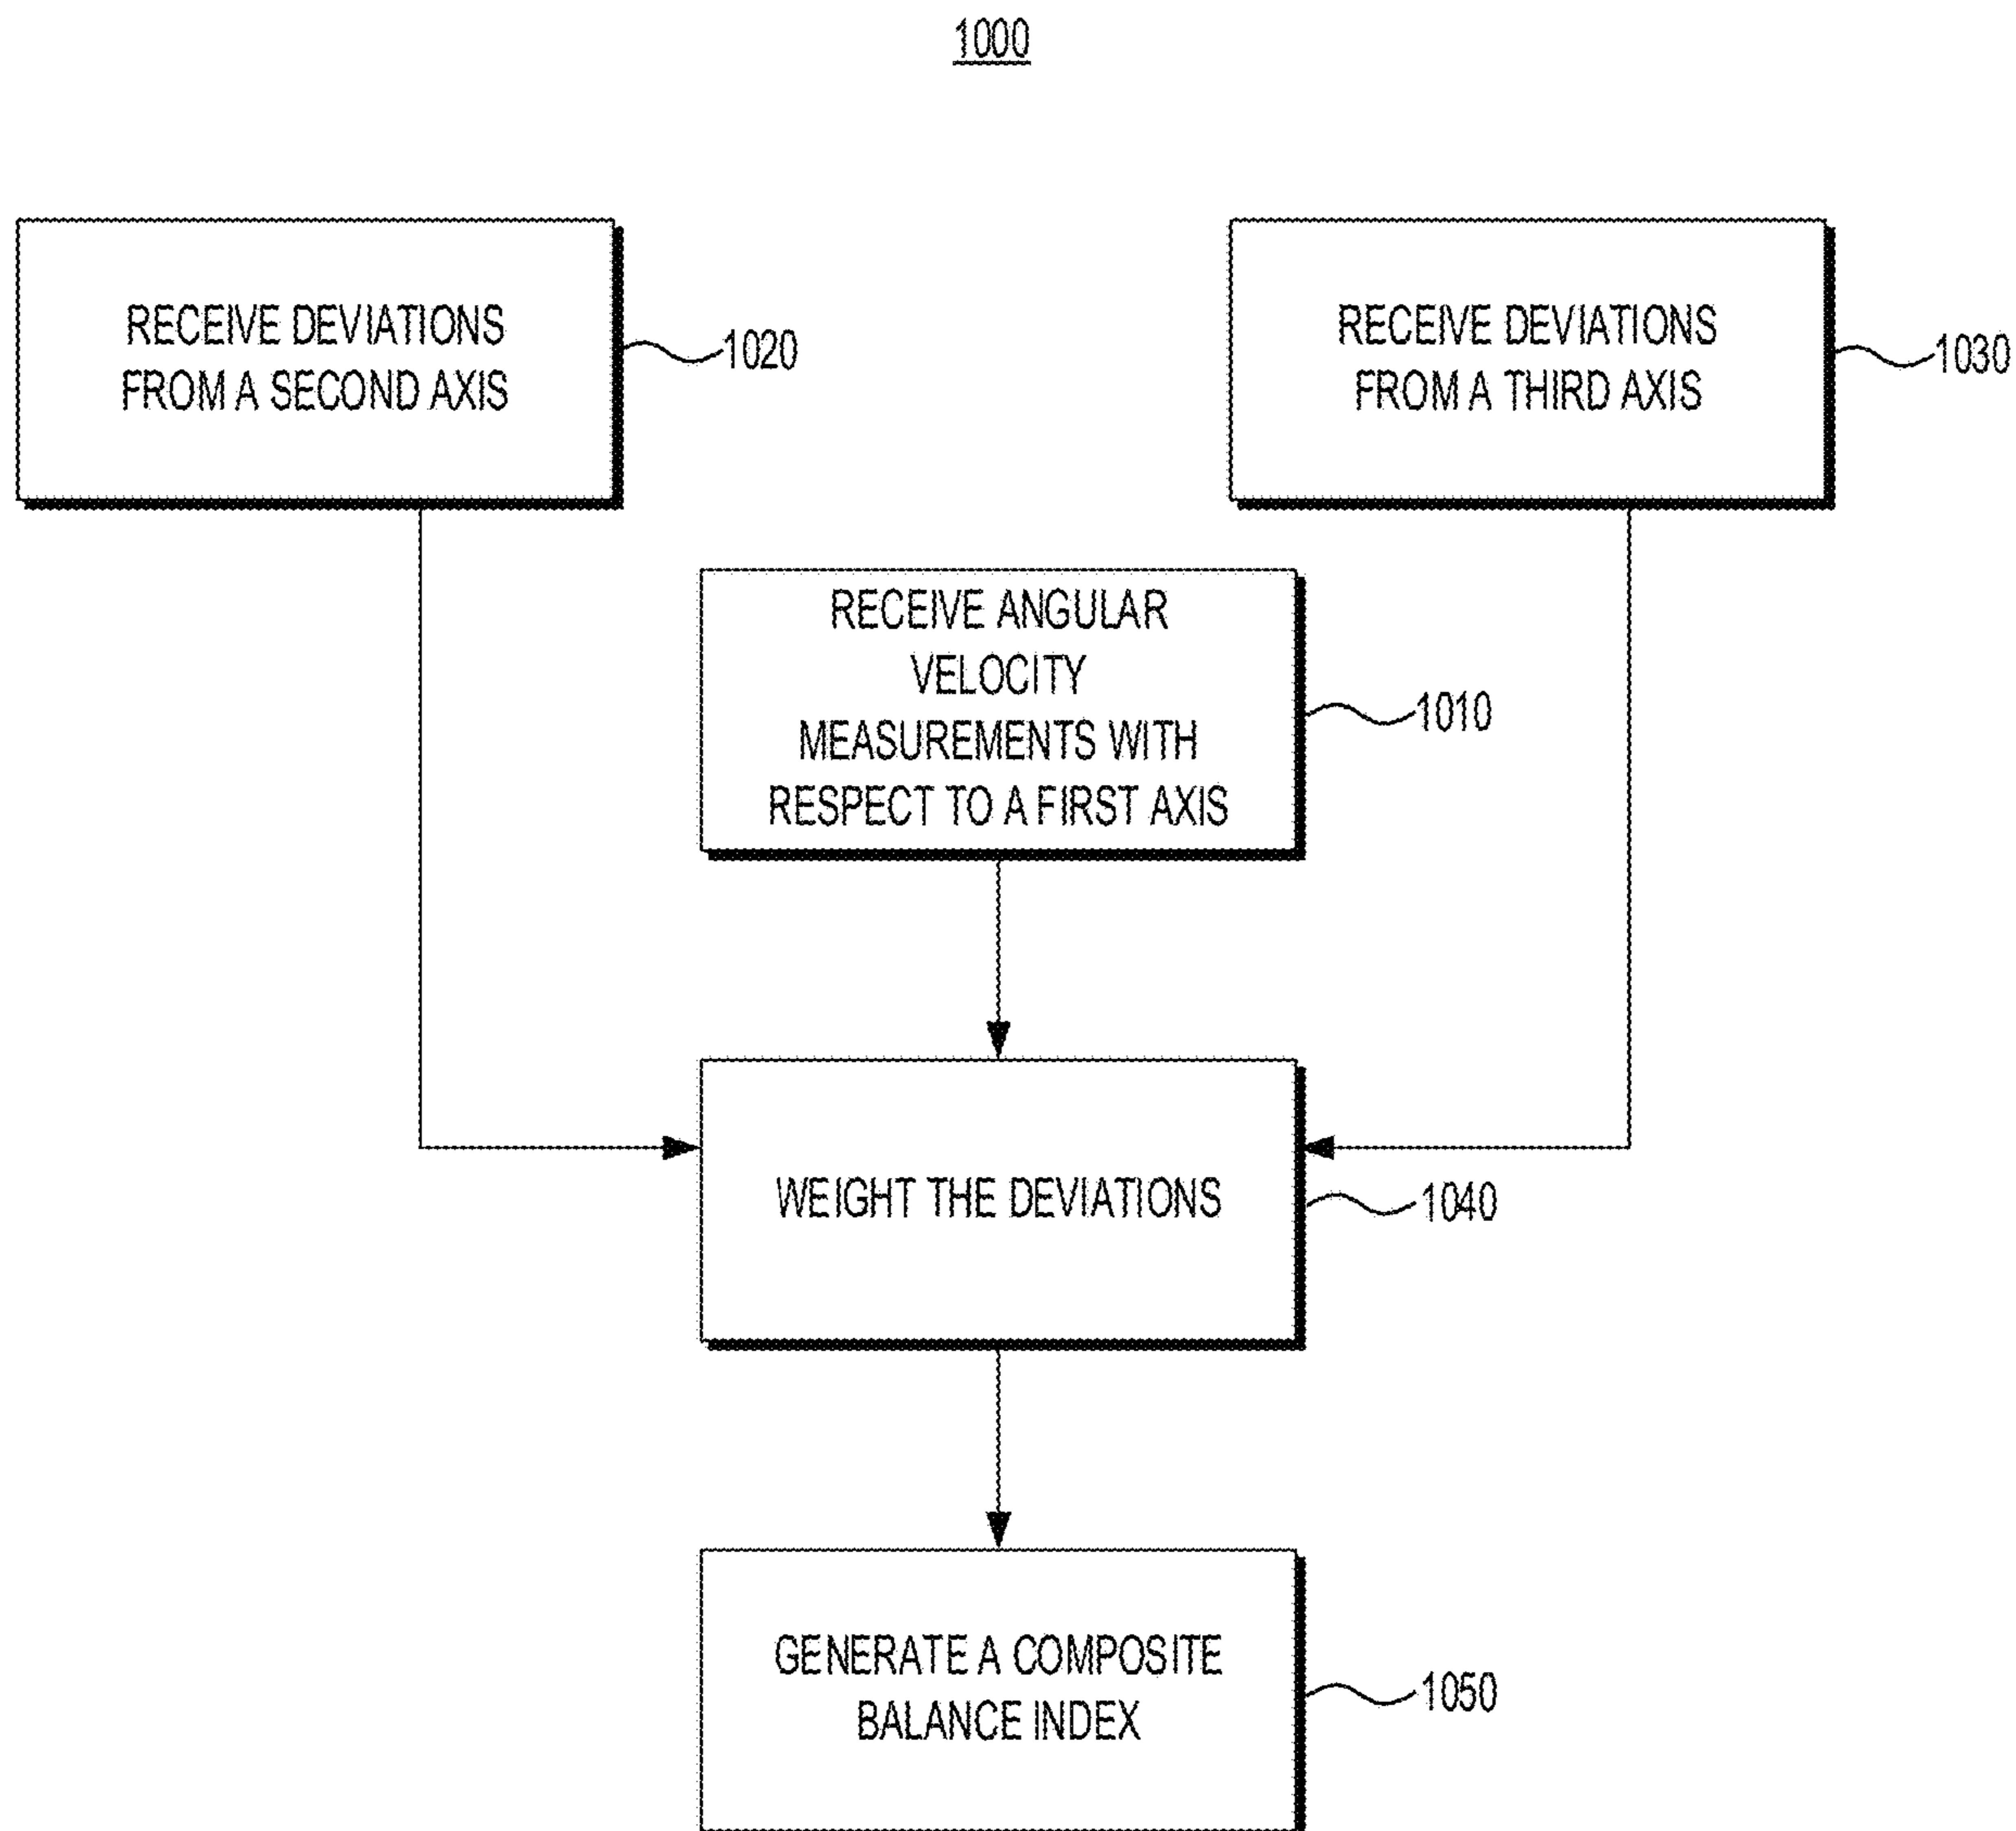 1000
RECEIVE DEVIATIONS
FROM A SECOND AXIS
1020
RECEIVE DEVIATIONS
FROM A THIRD AXIS
1030
RECEIVE ANGULAR
VELOCITY
MEASUREMENTS WITH
RESPECT TO A FIRST AXIS
1010
WEIGHT THE DEVIATIONS
1040
GENERATE A COMPOSITE
BALANCE INDEX
1050